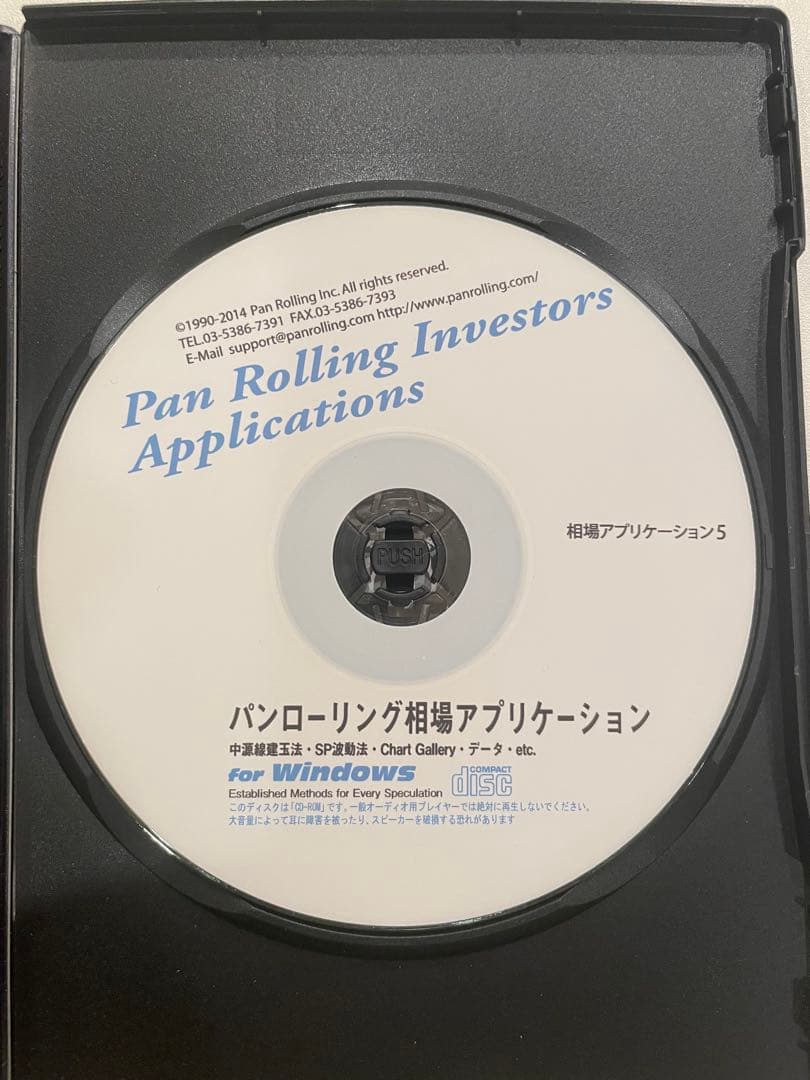 ©1990-2014 Pan Rolling Inc. All rights reserved.
TEL.03-5386-7391 FAX.03-5386-7393
E-Mail support@panrolling.com http://www.panrolling.com/
Pan Rolling Investors
Applications
PUSH
相場アプリケーション5
パンローリング相場アプリケーション
中源線建玉法・SP波動法・Chart Gallery・データ・etc.
for Windows
COMPACT
disc
Established Methods for Every Speculation
このディスクは「CD-ROM」です。一般オーディオ用プレイヤーでは絶対に再生しないでください。
大音量によって耳に障害を被ったり、スピーカーを破損する恐れがあります